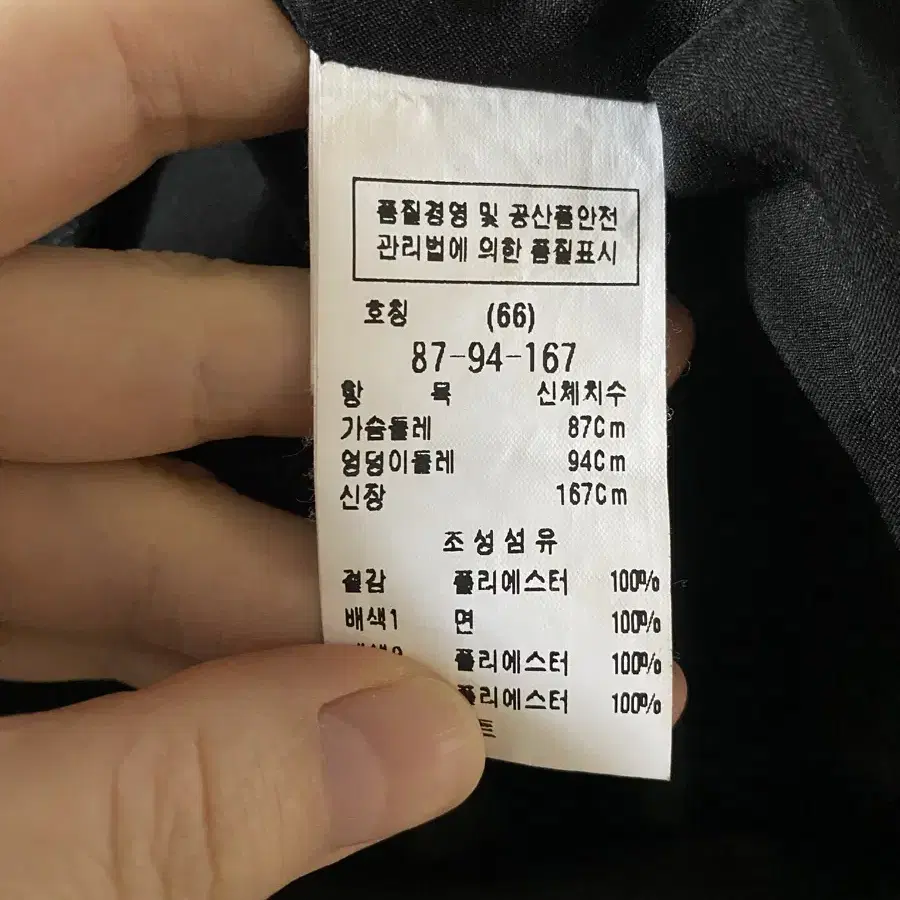 품질경영 및 공산품안전
관리법에 의한 품질표시
호칭 (66)
87-94-167
항 목 신체치수
가슴둘레 87Cm
엉덩이둘레 94Cm
신장 167Cm
조성섬유
겉감 폴리에스터 100%
배색1 면 100%
폴리에스터 100%
폴리에스터 100%